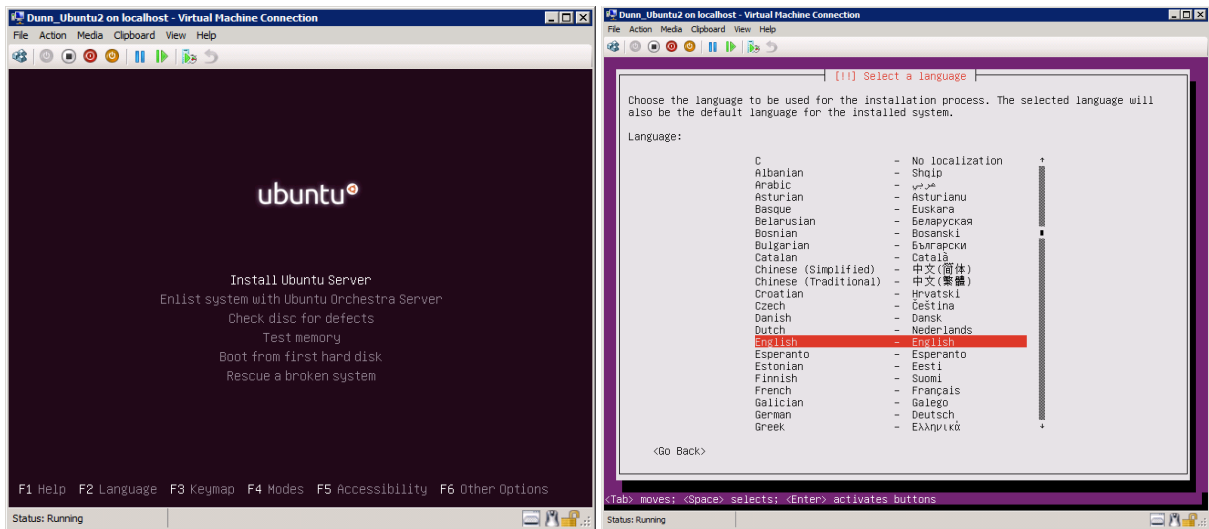 Dunn_Ubuntu2 on localhost - Virtual Machine Connection
File Action Media Clipboard View Help
ubuntu
Install Ubuntu Server
Enlist system with Ubuntu Orchestra Server
Check disc for defects
Test memory
Boot from first hard disk
Rescue a broken system
F1 Help F2 Language F3 Keymap F4 Modes F5 Accessibility F6 Other Options
Status: Running
Dunn_Ubuntu2 on localhost - Virtual Machine Connection
File Action Media Clipboard View Help
[!!] Select a language
Choose the language to be used for the installation process. The selected language will
also be the default language for the installed system.
Language:
C - No localization
Albanian - Shqip
Arabic - عربي
Asturian - Asturianu
Basque - Euskara
Belarusian - Беларуская
Bosnian - Bosanski
Bulgarian - Български
Catalan - Català
Chinese (Simplified) - 中文(简体)
Chinese (Traditional) - 中文(繁體)
Croatian - Hrvatski
Czech - Čeština
Danish - Dansk
Dutch - Nederlands
English - English
Esperanto - Esperanto
Estonian - Eesti
Finnish - Suomi
French - Français
Galician - Galego
German - Deutsch
Greek - Ελληνικά
<Go Back>
<Tab> moves; <Space> selects; <Enter> activates buttons
Status: Running